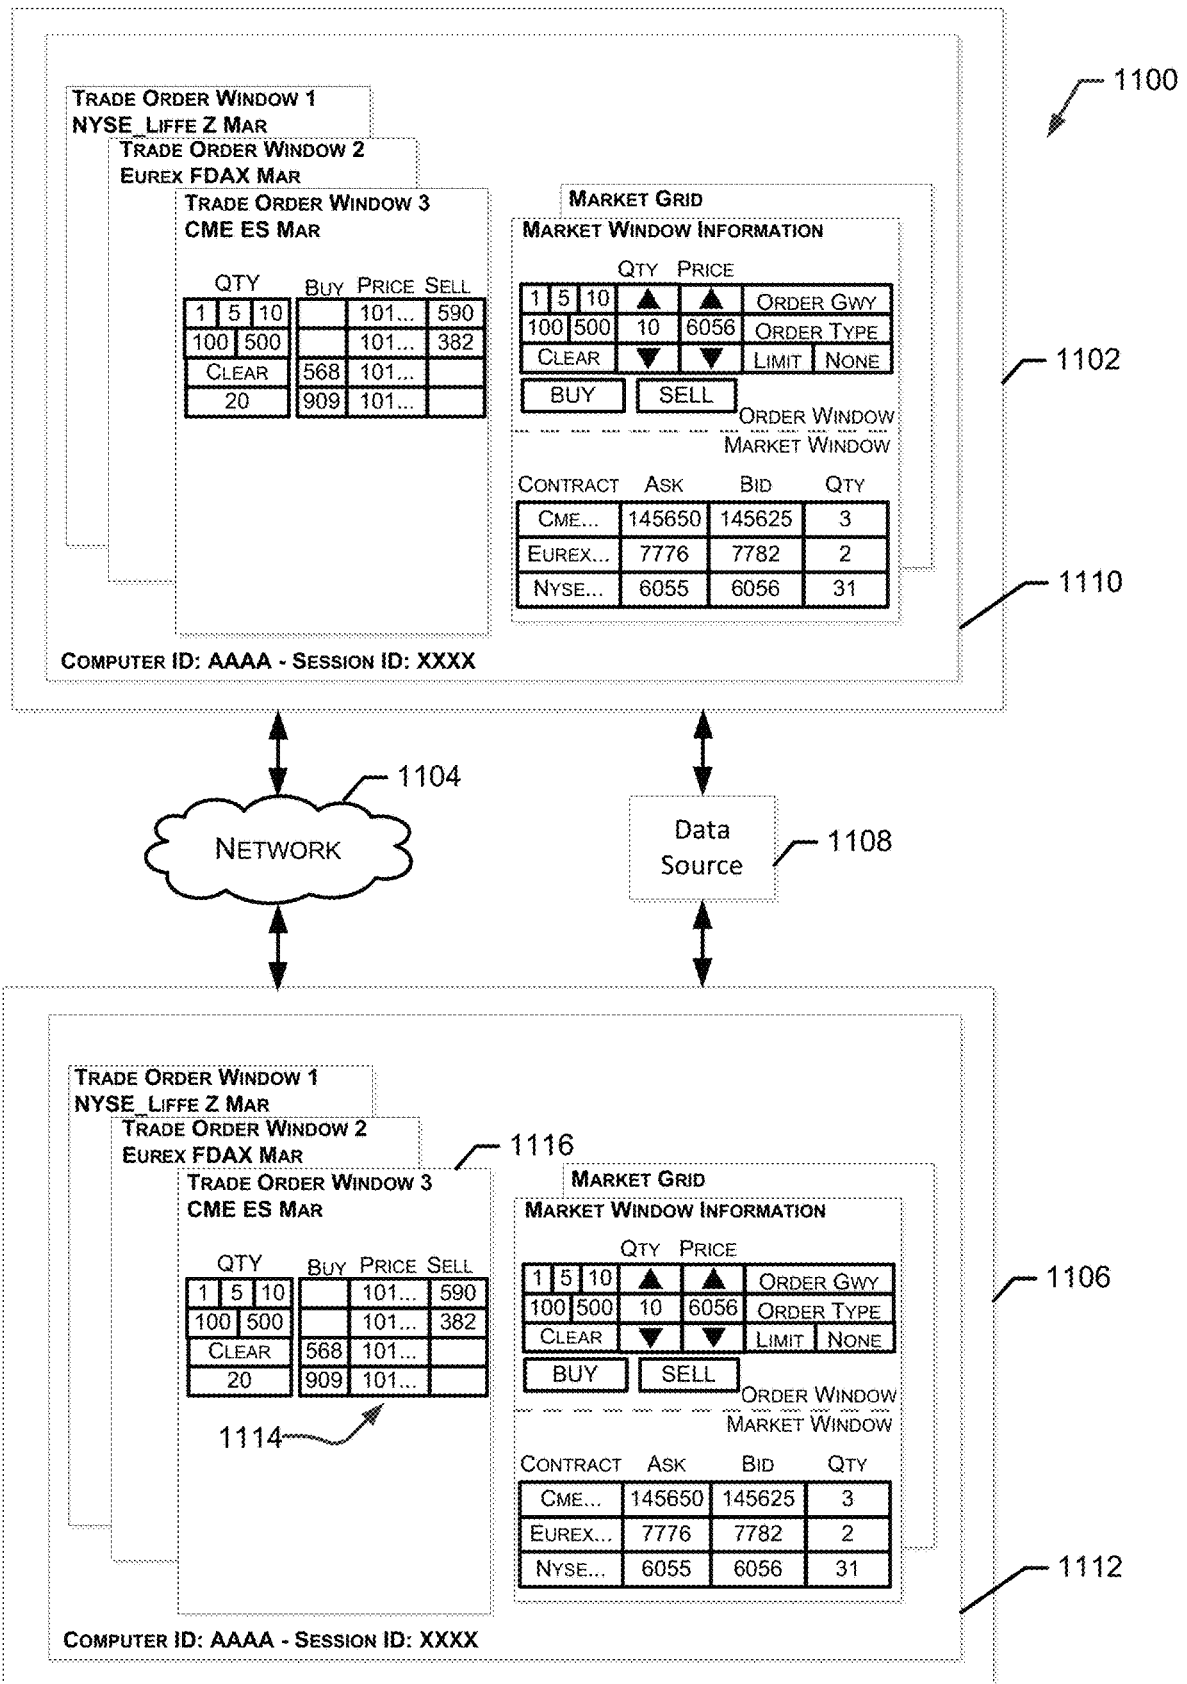 1100
TRADE ORDER WINDOW 1
NYSE_LIFFE Z MAR
TRADE ORDER WINDOW 2
EUREX FDAX MAR
TRADE ORDER WINDOW 3
CME ES MAR
QTY BUY PRICE SELL
1 5 10 101... 590
100 500 101... 382
CLEAR 568 101...
20 909 101...
MARKET GRID
MARKET WINDOW INFORMATION
QTY PRICE
1 5 10 ▲ ▲ ORDER GWY
100 500 10 6056 ORDER TYPE
CLEAR ▼ ▼ LIMIT NONE
BUY SELL
ORDER WINDOW
MARKET WINDOW
CONTRACT ASK BID QTY
CME... 145650 145625 3
EUREX... 7776 7782 2
NYSE... 6055 6056 31
1102
1110
COMPUTER ID: AAAA - SESSION ID: XXXX
1104
NETWORK
Data
Source
1108
TRADE ORDER WINDOW 1
NYSE_LIFFE Z MAR
TRADE ORDER WINDOW 2
EUREX FDAX MAR
1116
TRADE ORDER WINDOW 3
CME ES MAR
QTY BUY PRICE SELL
1 5 10 101... 590
100 500 101... 382
CLEAR 568 101...
20 909 101...
1114
MARKET GRID
MARKET WINDOW INFORMATION
QTY PRICE
1 5 10 ▲ ▲ ORDER GWY
100 500 10 6056 ORDER TYPE
CLEAR ▼ ▼ LIMIT NONE
BUY SELL
ORDER WINDOW
MARKET WINDOW
CONTRACT ASK BID QTY
CME... 145650 145625 3
EUREX... 7776 7782 2
NYSE... 6055 6056 31
1106
1112
COMPUTER ID: AAAA - SESSION ID: XXXX